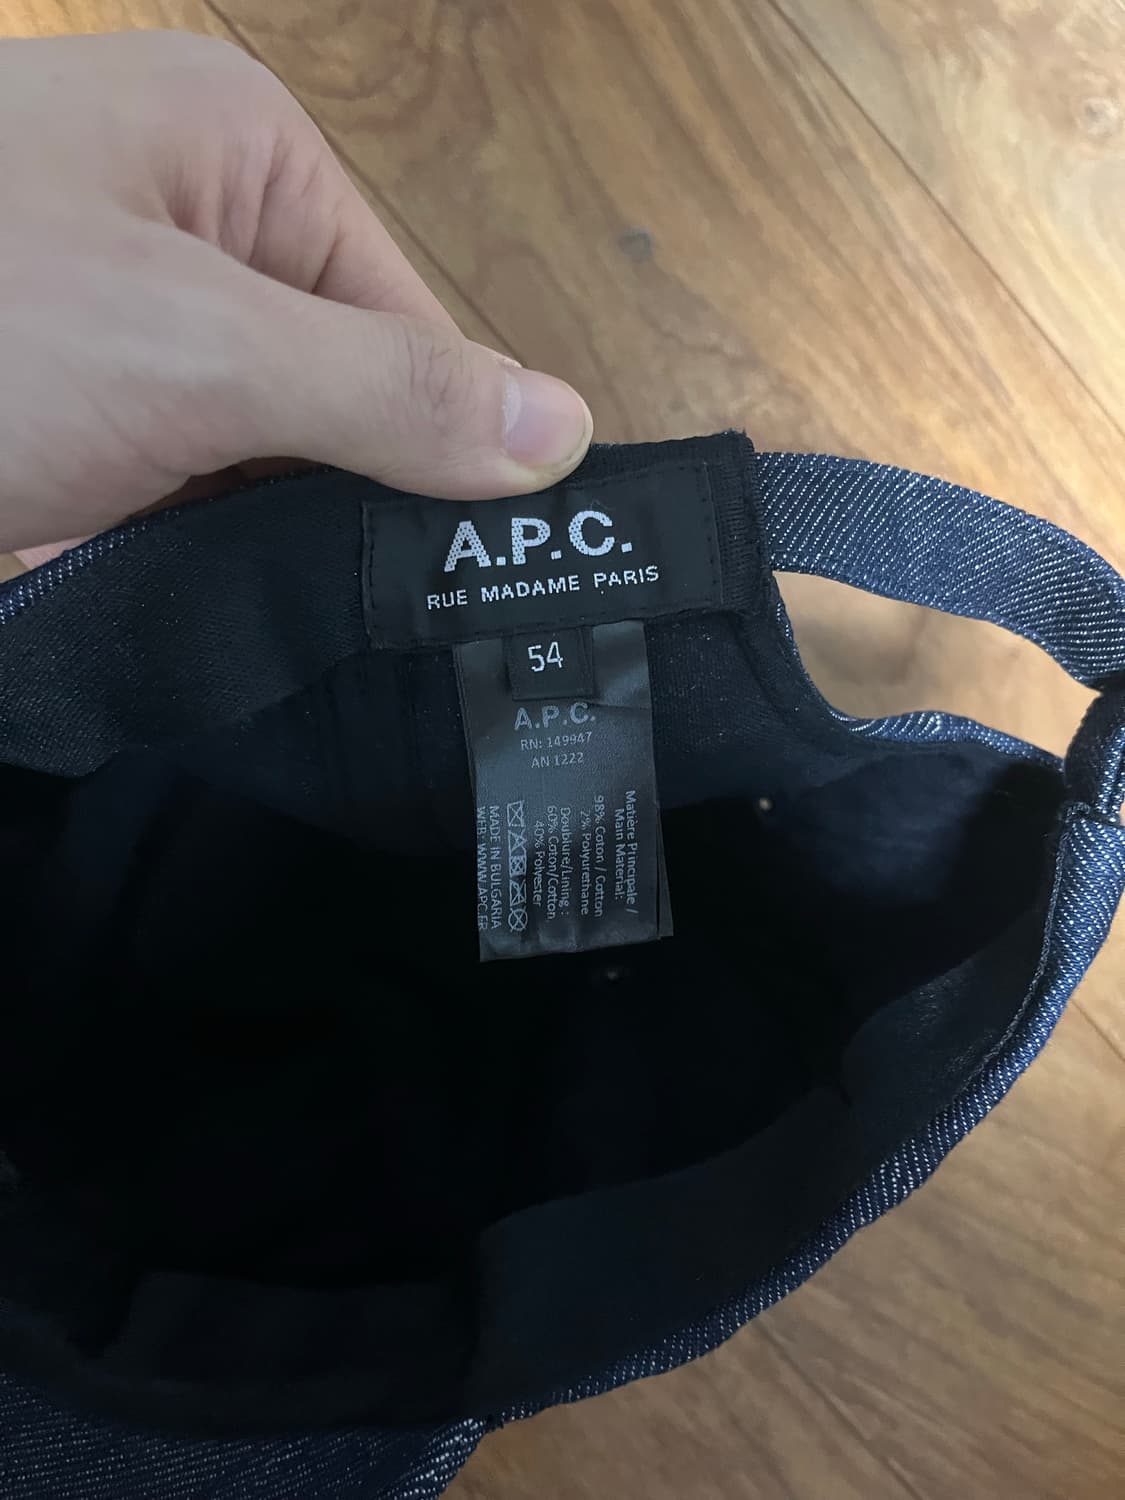 A.P.C.
RUE MADAME PARIS
54
A.P.C.
RN: 149947
AN 1222
Matière Principale /
Main Material:
98% Coton / Cotton
2% Polyurethane
Doublure/Lining :
60% Coton/Cotton
40% Polyester
MADE IN BULGARIA
WEB: WWW.APC.FR